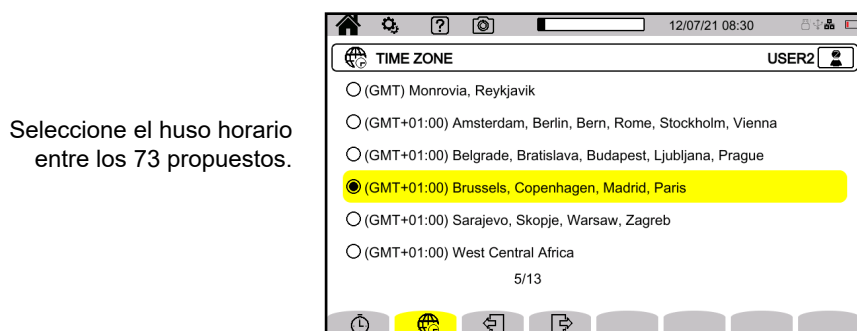 Seleccione el huso horario
entre los 73 propuestos.
12/07/21 08:30
TIME ZONE
USER2
(GMT) Monrovia, Reykjavik
(GMT+01:00) Amsterdam, Berlin, Bern, Rome, Stockholm, Vienna
(GMT+01:00) Belgrade, Bratislava, Budapest, Ljubljana, Prague
(GMT+01:00) Brussels, Copenhagen, Madrid, Paris
(GMT+01:00) Sarajevo, Skopje, Warsaw, Zagreb
(GMT+01:00) West Central Africa
5/13